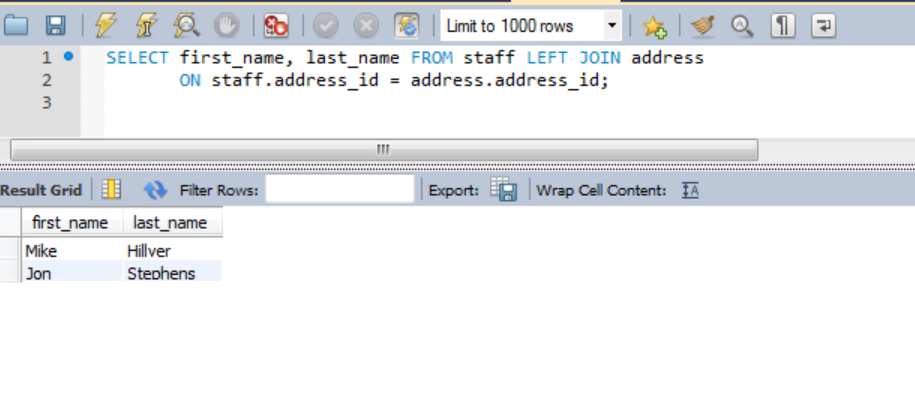 Limit to 1000 rows
1 SELECT first_name, last_name FROM staff LEFT JOIN address
2 ON staff.address_id = address.address_id;
3
Result Grid Filter Rows: Export: Wrap Cell Content:
first_name last_name
Mike Hillyer
Jon Stephens